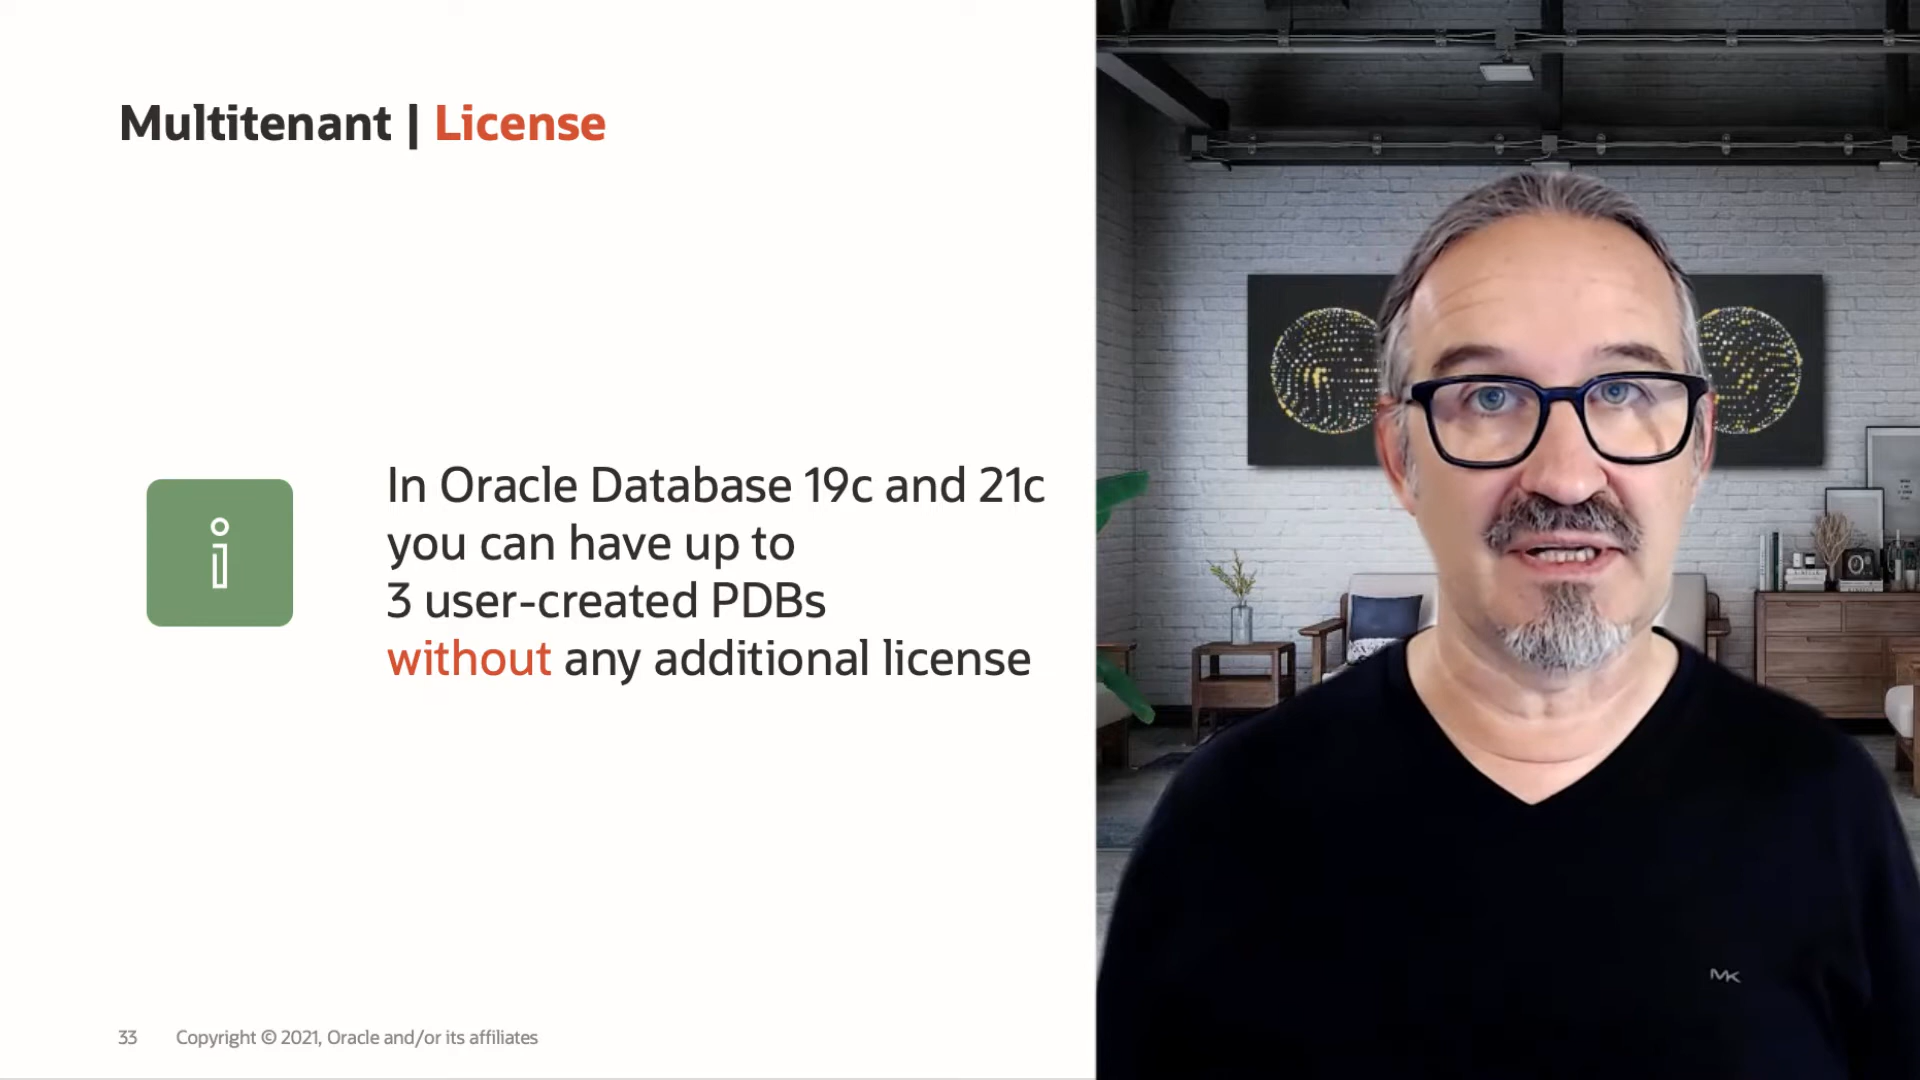 Multitenant | License
In Oracle Database 19c and 21c
you can have up to
3 user-created PDBs
without any additional license
MK
33 Copyright © 2021, Oracle and/or its affiliates